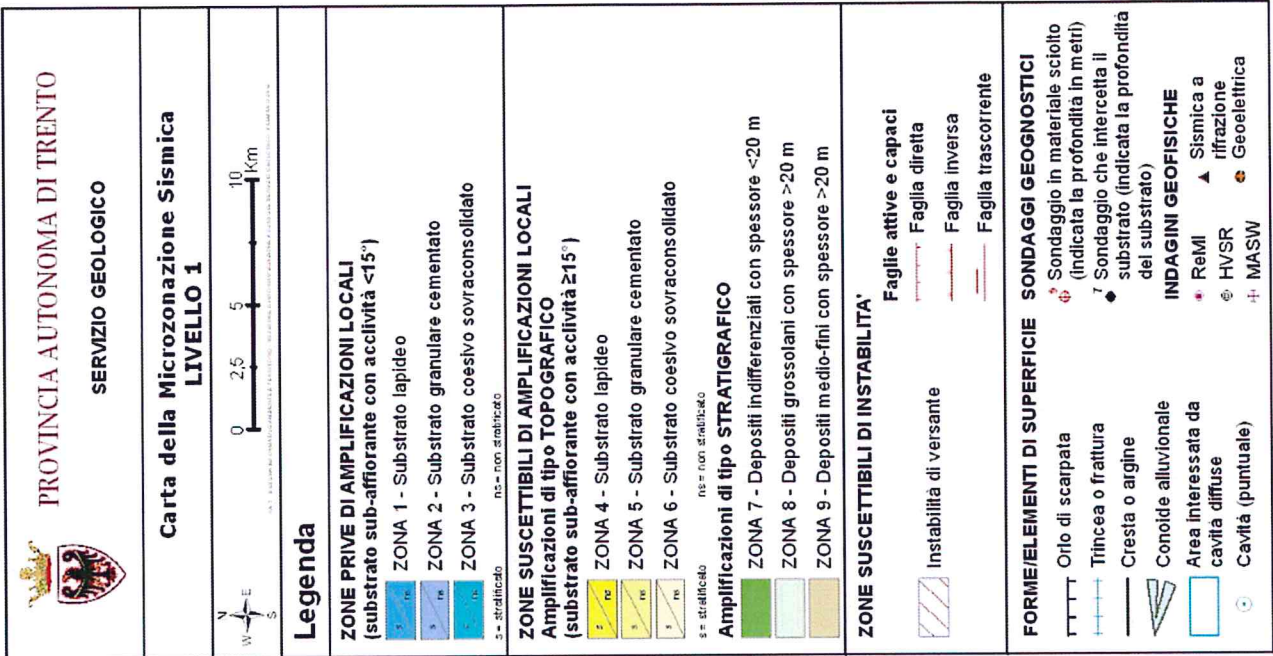 PROVINCIA AUTONOMA DI TRENTO
SERVIZIO GEOLOGICO
Carta della Microzonazione Sismica
LIVELLO 1
N
W E
S
0 2,5 5 10
Km
Legenda
ZONE PRIVE DI AMPLIFICAZIONI LOCALI
(substrato sub-affiorante con acclività <15°)
s ns ZONA 1 - Substrato lapideo
s ns ZONA 2 - Substrato granulare cementato
s ns ZONA 3 - Substrato coesivo sovraconsolidato
s = stratificato ns = non stratificato
ZONE SUSCETTIBILI DI AMPLIFICAZIONI LOCALI
Amplificazioni di tipo TOPOGRAFICO
(substrato sub-affiorante con acclività ≥15°)
s ns ZONA 4 - Substrato lapideo
s ns ZONA 5 - Substrato granulare cementato
s ns ZONA 6 - Substrato coesivo sovraconsolidato
s = stratificato ns = non stratificato
Amplificazioni di tipo STRATIGRAFICO
ZONA 7 - Depositi indifferenziati con spessore <20 m
ZONA 8 - Depositi grossolani con spessore >20 m
ZONA 9 - Depositi medio-fini con spessore >20 m
ZONE SUSCETTIBILI DI INSTABILITA'
Instabilità di versante
Faglie attive e capaci
Faglia diretta
Faglia inversa
Faglia trascorrente
FORME/ELEMENTI DI SUPERFICIE
Orlo di scarpata
Trincea o frattura
Cresta o argine
Conoide alluvionale
Area interessata da
cavità diffuse
Cavità (puntuale)
SONDAGGI GEOGNOSTICI
Sondaggio in materiale sciolto
(indicata la profondità in metri)
7 Sondaggio che intercetta il
substrato (indicata la profondità
del substrato)
INDAGINI GEOFISICHE
ReMI
HVSR
MASW
Sismica a
rifrazione
Geoelettrica